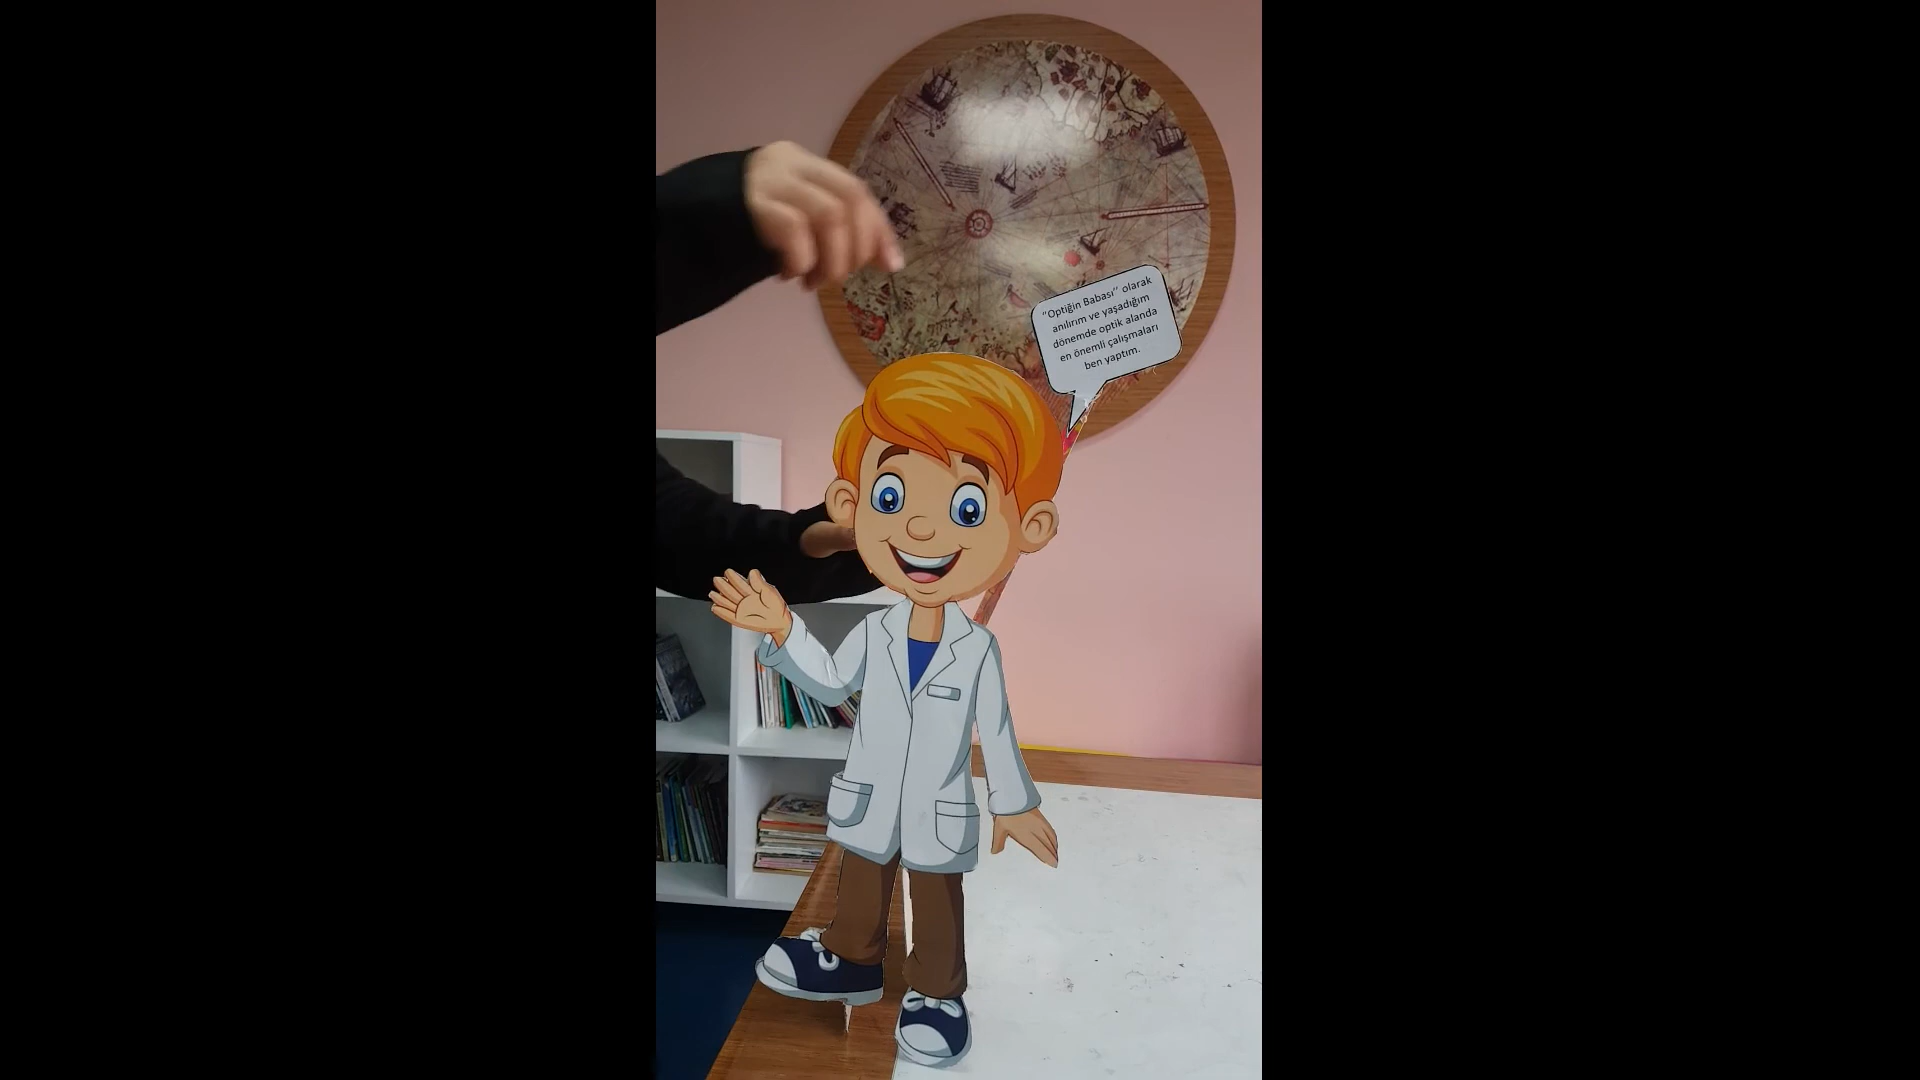 "Optiğin Babası" olarak
anılırım ve yaşadığım
dönemde optik alanda
en önemli çalışmaları
ben yaptım.